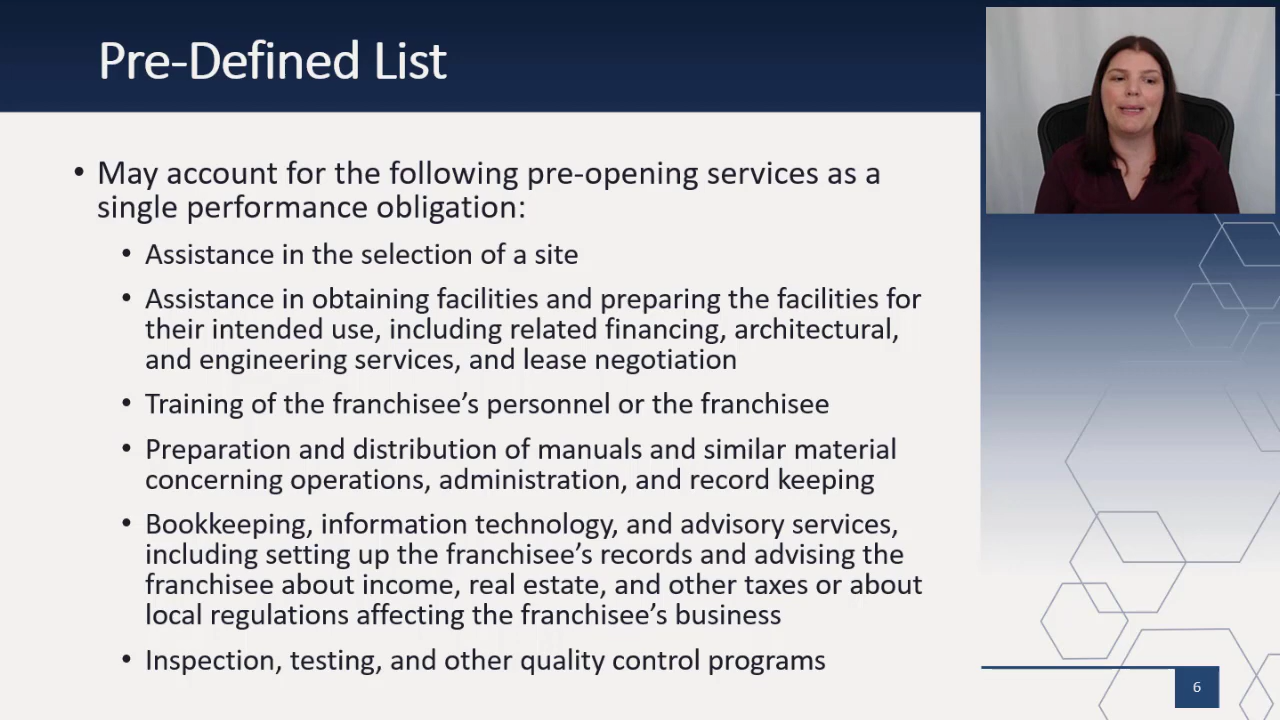 Pre-Defined List
• May account for the following pre-opening services as a
single performance obligation:
• Assistance in the selection of a site
• Assistance in obtaining facilities and preparing the facilities for
their intended use, including related financing, architectural,
and engineering services, and lease negotiation
• Training of the franchisee’s personnel or the franchisee
• Preparation and distribution of manuals and similar material
concerning operations, administration, and record keeping
• Bookkeeping, information technology, and advisory services,
including setting up the franchisee’s records and advising the
franchisee about income, real estate, and other taxes or about
local regulations affecting the franchisee’s business
• Inspection, testing, and other quality control programs
6